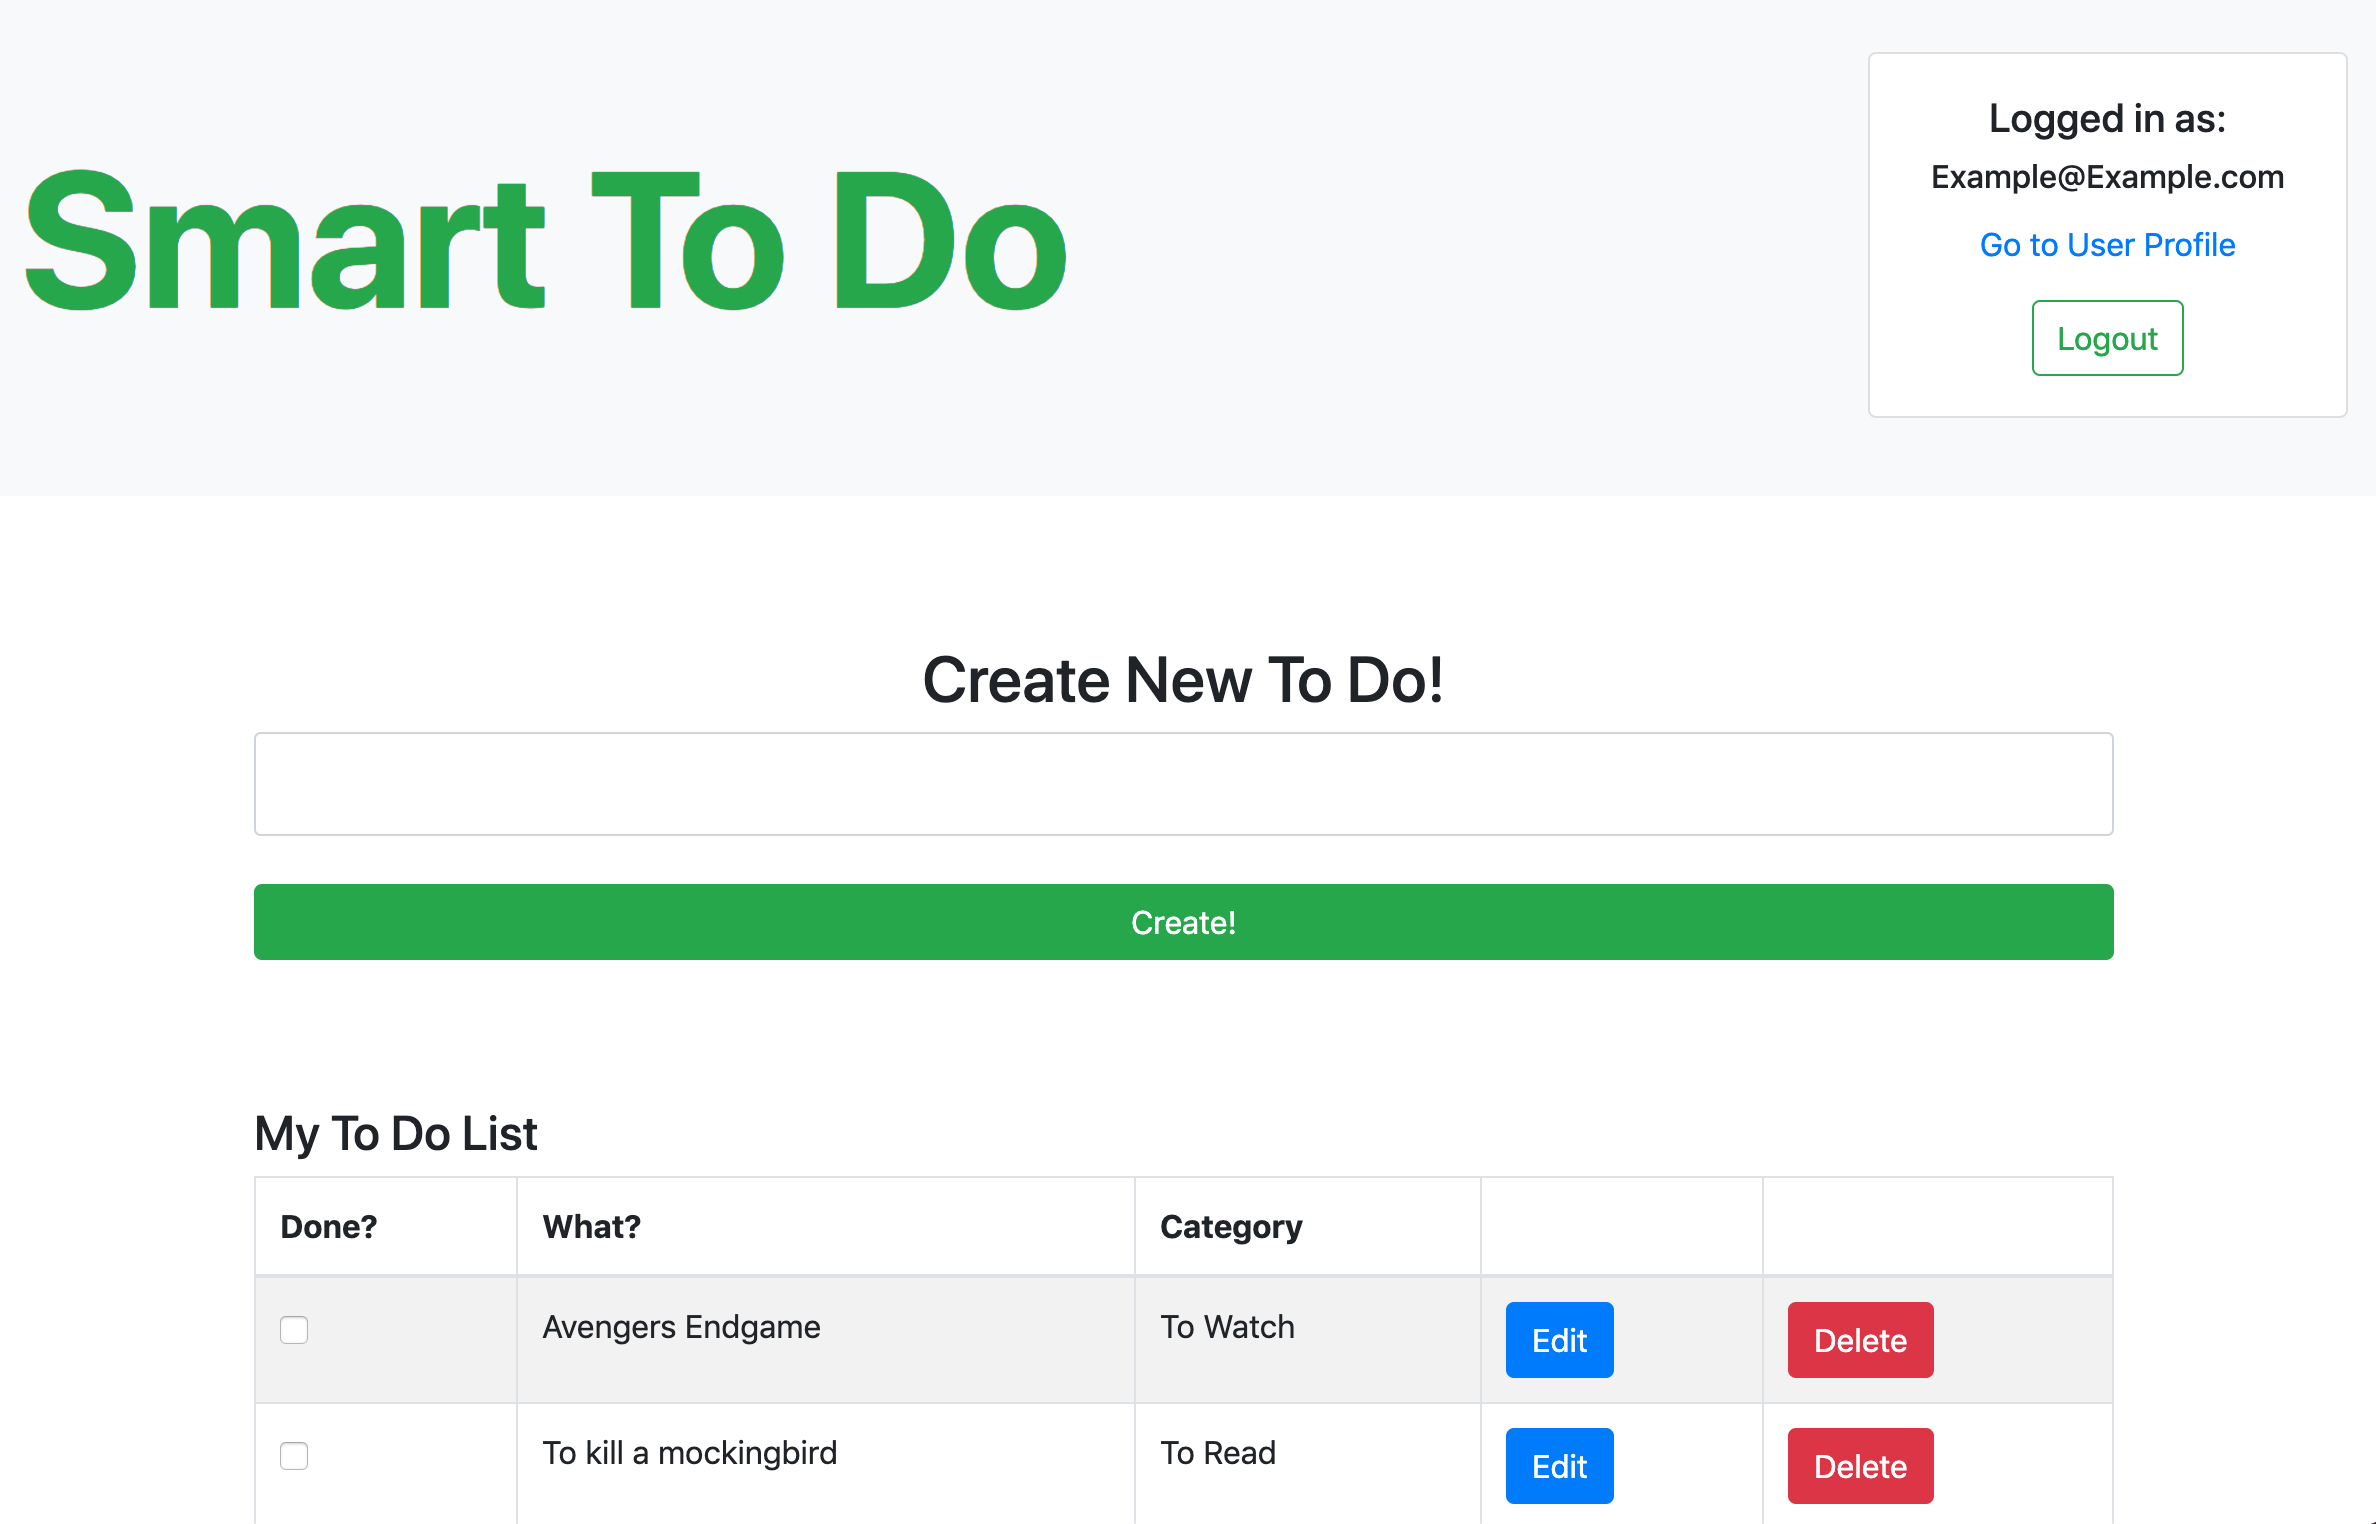 Smart To Do
Logged in as:
Example@Example.com
Go to User Profile
Logout
Create New To Do!
Create!
My To Do List
Done? What? Category
Avengers Endgame To Watch Edit Delete
To kill a mockingbird To Read Edit Delete